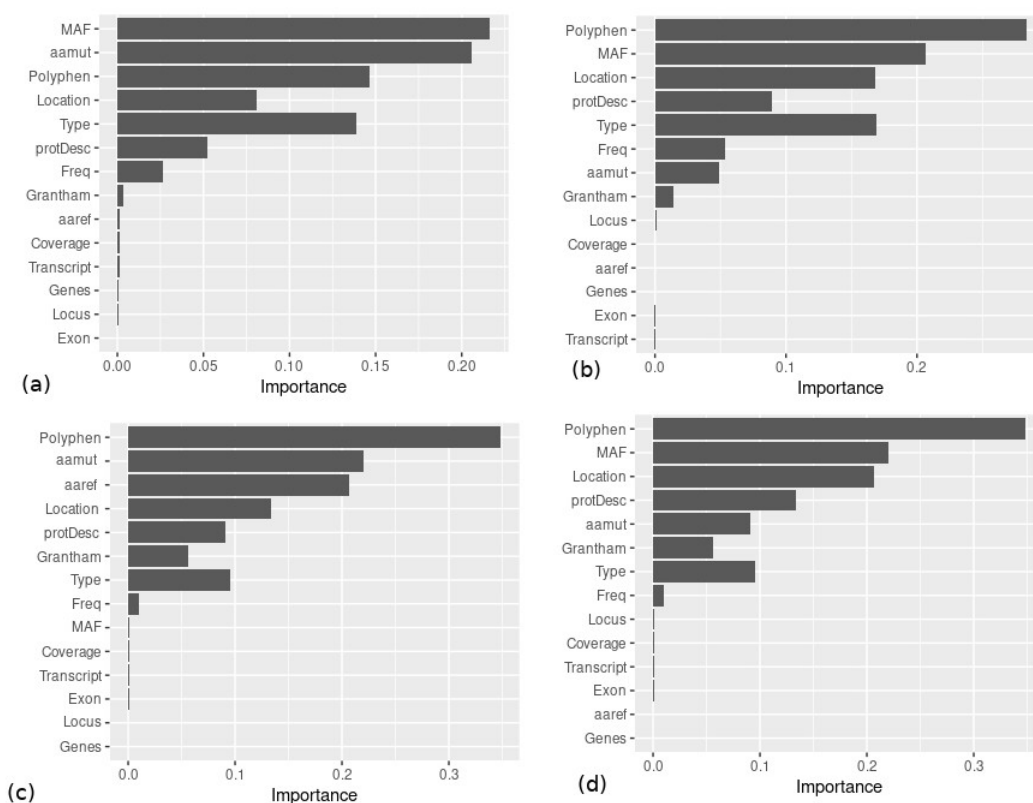 MAF
aamut
Polyphen
Location
Type
protDesc
Freq
Grantham
aaref
Coverage
Transcript
Genes
Locus
Exon
0.00 0.05 0.10 0.15 0.20
Importance
(a)
Polyphen
MAF
Location
protDesc
Type
Freq
aamut
Grantham
Locus
Coverage
aaref
Genes
Exon
Transcript
0.0 0.1 0.2
Importance
(b)
Polyphen
aamut
aaref
Location
protDesc
Grantham
Type
Freq
MAF
Coverage
Transcript
Exon
Locus
Genes
0.0 0.1 0.2 0.3
Importance
(c)
Polyphen
MAF
Location
protDesc
aamut
Grantham
Type
Freq
Locus
Coverage
Transcript
Exon
aaref
Genes
0.0 0.1 0.2 0.3
Importance
(d)